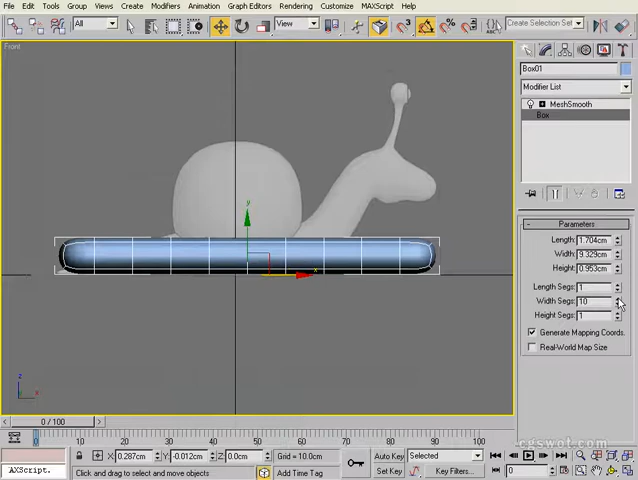 File Edit Tools Group Views Create Modifiers Animation Graph Editors Rendering Customize MAXScript Help
All
View
3
%
ABC
Create Selection Set
Front
Box01
Modifier List
MeshSmooth
Box
- Parameters
Length: 1.704cm
Width: 9.329cm
Height: 0.953cm
Length Segs: 1
Width Segs: 10
Height Segs: 1
Generate Mapping Coords.
Real-World Map Size
y
x
z
x
cgswot.com
0 / 100
0 10 20 30 40 50 60 70 80 90 100
X: 0.287cm Y: -0.012cm Z: 0.0cm Grid = 10.0cm Auto Key Selected
'AXScript. Click and drag to select and move objects Add Time Tag Set Key Key Filters... 0